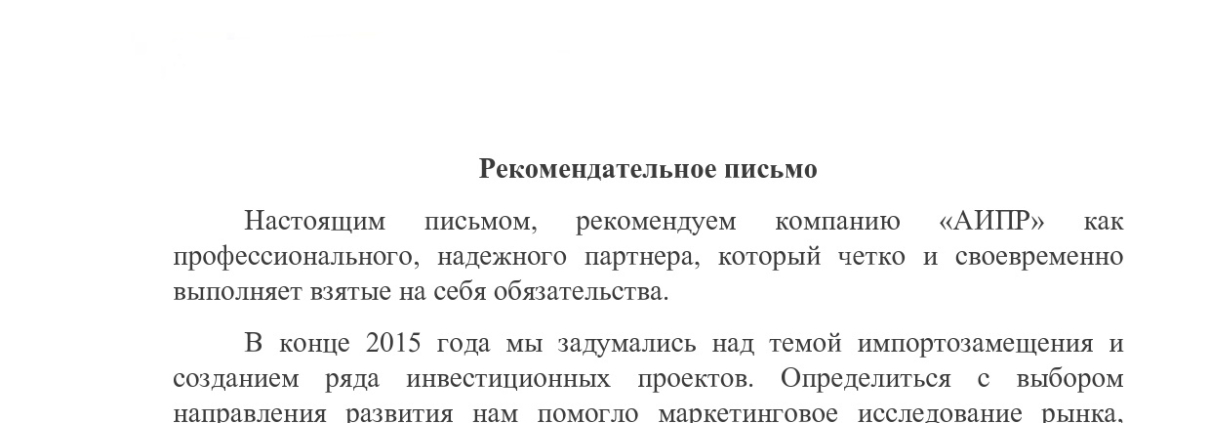 Рекомендательное письмо
Настоящим письмом, рекомендуем компанию «АИПР» как
профессионального, надежного партнера, который четко и своевременно
выполняет взятые на себя обязательства.
В конце 2015 года мы задумались над темой импортозамещения и
созданием ряда инвестиционных проектов. Определиться с выбором
направления развития нам помогло маркетинговое исследование рынка,